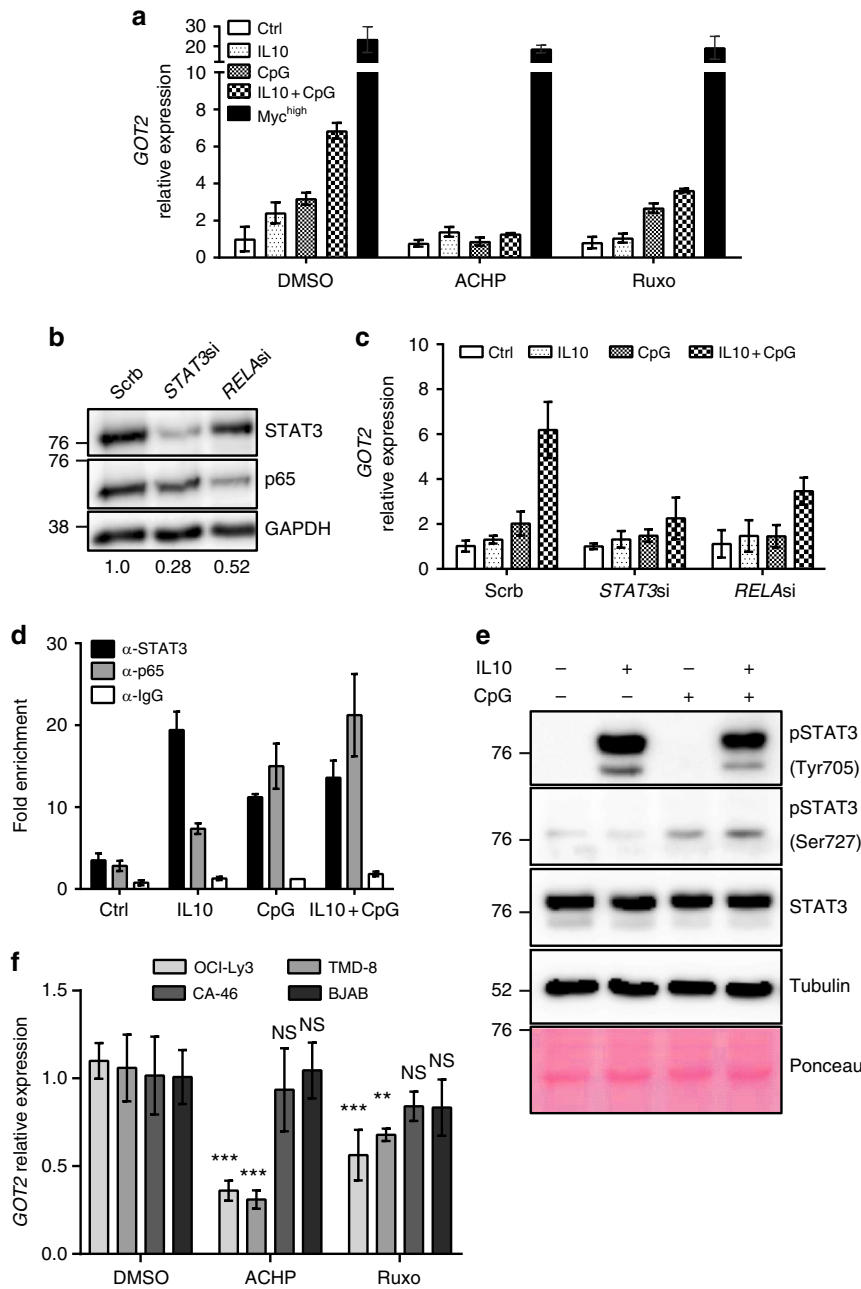 a
GOT2
relative expression
30
20
10
8
6
4
2
0
Ctrl
IL10
CpG
IL10 + CpG
Myc^high
DMSO
ACHP
Ruxo
b
Scrb
STAT3si
RELAsi
76
STAT3
76
p65
38
GAPDH
1.0 0.28 0.52
c
GOT2
relative expression
10
8
6
4
2
0
Ctrl
IL10
CpG
IL10 + CpG
Scrb
STAT3si
RELAsi
d
Fold enrichment
30
20
10
0
α-STAT3
α-p65
α-IgG
Ctrl
IL10
CpG
IL10 + CpG
e
IL10 – + – +
CpG – – + +
76
pSTAT3
(Tyr705)
76
pSTAT3
(Ser727)
76
STAT3
52
Tubulin
76
Ponceau
f
GOT2 relative expression
1.5
1.0
0.5
0.0
OCI-Ly3
TMD-8
CA-46
BJAB
***
***
NS
NS
***
**
NS
NS
DMSO
ACHP
Ruxo